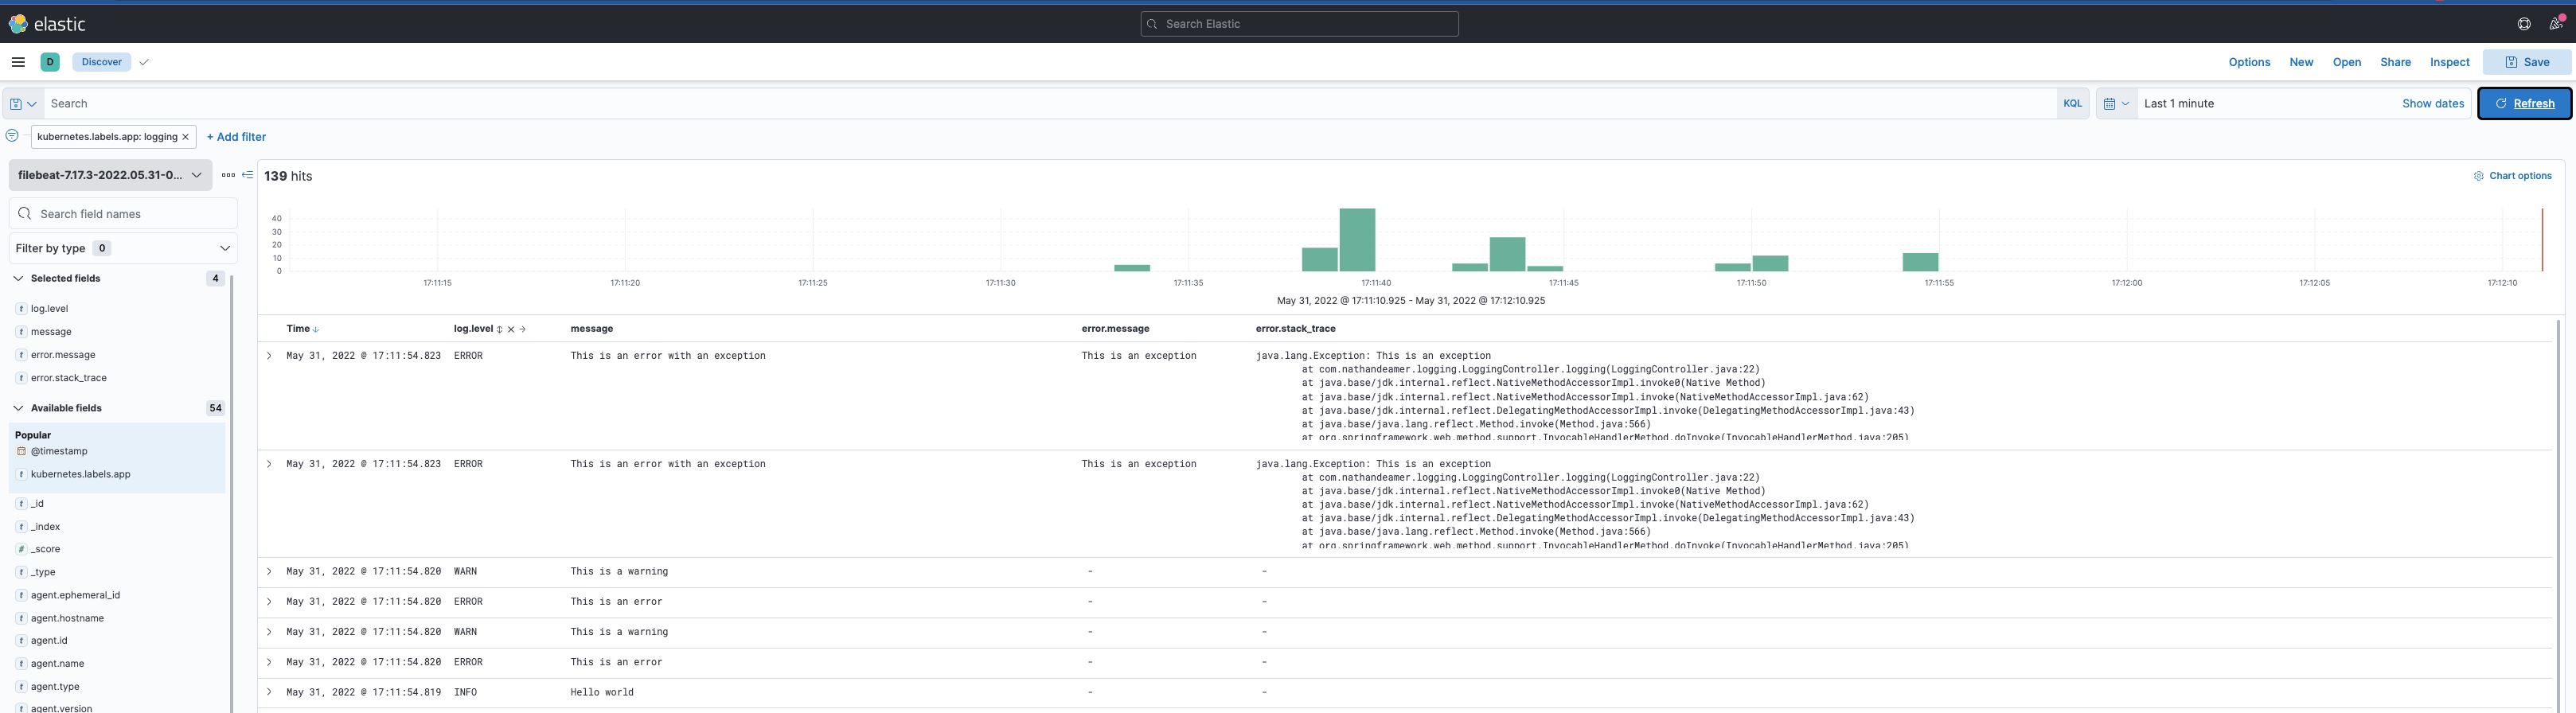 elastic
Search Elastic
D Discover Options New Open Share Inspect Save
Search KQL Last 1 minute Show dates Refresh
kubernetes.labels.app: logging × + Add filter
filebeat-7.17.3-2022.05.31-0...
Search field names
Filter by type 0
Selected fields 4
t log.level
t message
t error.message
t error.stack_trace
Available fields 54
Popular
@timestamp
t kubernetes.labels.app
t _id
t _index
# _score
t _type
t agent.ephemeral_id
t agent.hostname
t agent.id
t agent.name
t agent.type
t agent.version
139 hits Chart options
40
30
20
10
0
17:11:15 17:11:20 17:11:25 17:11:30 17:11:35 17:11:40 17:11:45 17:11:50 17:11:55 17:12:00 17:12:05 17:12:10
May 31, 2022 @ 17:11:10.925 - May 31, 2022 @ 17:12:10.925
Time log.level message error.message error.stack_trace
May 31, 2022 @ 17:11:54.823 ERROR This is an error with an exception This is an exception java.lang.Exception: This is an exception
at com.nathandeamer.logging.LoggingController.logging(LoggingController.java:22)
at java.base/jdk.internal.reflect.NativeMethodAccessorImpl.invoke0(Native Method)
at java.base/jdk.internal.reflect.NativeMethodAccessorImpl.invoke(NativeMethodAccessorImpl.java:62)
at java.base/jdk.internal.reflect.DelegatingMethodAccessorImpl.invoke(DelegatingMethodAccessorImpl.java:43)
at java.base/java.lang.reflect.Method.invoke(Method.java:566)
at org.springframework.web.method.support.InvocableHandlerMethod.doInvoke(InvocableHandlerMethod.java:205)
May 31, 2022 @ 17:11:54.823 ERROR This is an error with an exception This is an exception java.lang.Exception: This is an exception
at com.nathandeamer.logging.LoggingController.logging(LoggingController.java:22)
at java.base/jdk.internal.reflect.NativeMethodAccessorImpl.invoke0(Native Method)
at java.base/jdk.internal.reflect.NativeMethodAccessorImpl.invoke(NativeMethodAccessorImpl.java:62)
at java.base/jdk.internal.reflect.DelegatingMethodAccessorImpl.invoke(DelegatingMethodAccessorImpl.java:43)
at java.base/java.lang.reflect.Method.invoke(Method.java:566)
at org.springframework.web.method.support.InvocableHandlerMethod.doInvoke(InvocableHandlerMethod.java:205)
May 31, 2022 @ 17:11:54.820 WARN This is a warning - -
May 31, 2022 @ 17:11:54.820 ERROR This is an error - -
May 31, 2022 @ 17:11:54.820 WARN This is a warning - -
May 31, 2022 @ 17:11:54.820 ERROR This is an error - -
May 31, 2022 @ 17:11:54.819 INFO Hello world - -